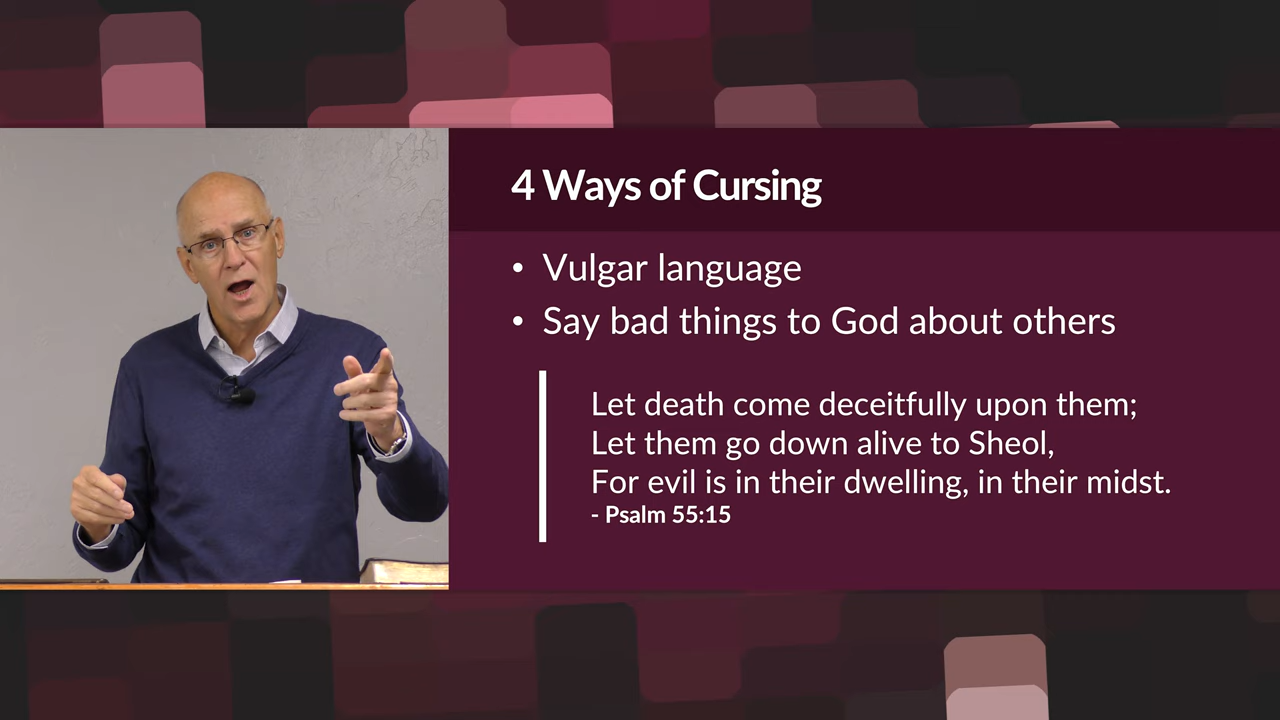 4 Ways of Cursing
• Vulgar language
• Say bad things to God about others
Let death come deceitfully upon them;
Let them go down alive to Sheol,
For evil is in their dwelling, in their midst.
- Psalm 55:15